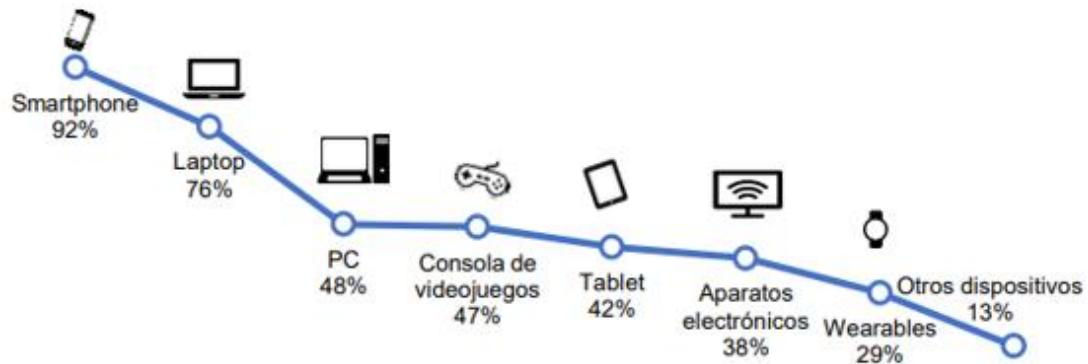 Smartphone
92%
Laptop
76%
PC
48%
Consola de
videojuegos
47%
Tablet
42%
Aparatos
electrónicos
38%
Wearables
29%
Otros dispositivos
13%